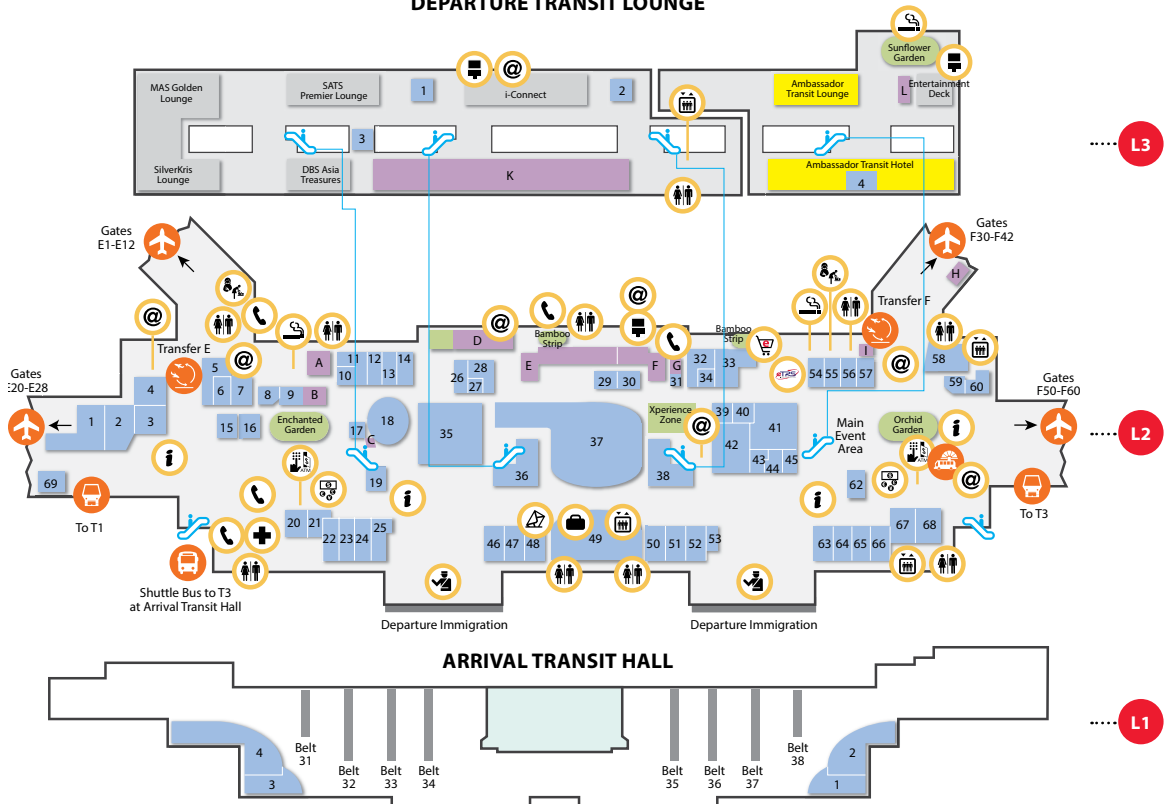 DEPARTURE TRANSIT LOUNGE
Sunflower
Garden
MAS Golden
Lounge
SATS
Premier Lounge
1
@
i-Connect
2
Ambassador
Transit Lounge
L
Entertainment
Deck
3
L3
SilverKris
Lounge
DBS Asia
Treasures
K
Ambassador Transit Hotel
4
Gates
E1-E12
Gates
F30-F42
H
Transfer F
@
@
@
Transfer E
Bamboo
Strip
Bamboo
Strip
D
E
F
G
31
I
@
@
5
6
7
8
9
A
B
10
11
12
13
14
26
27
28
29
30
32
33
34
54
55
56
57
58
59
60
Gates
E20-E28
4
1
2
3
15
16
Enchanted
Garden
17
C
18
35
36
37
Xperience
Zone
@
38
39
40
41
42
43
44
45
Main
Event
Area
Orchid
Garden
Gates
F50-F60
L2
i
69
To T1
ATM
19
i
i
62
i
ATM
@
To T3
20
21
22
23
24
25
46
47
48
49
50
51
52
53
63
64
65
66
67
68
Shuttle Bus to T3
at Arrival Transit Hall
Departure Immigration
Departure Immigration
ARRIVAL TRANSIT HALL
L1
4
3
Belt
31
Belt
32
Belt
33
Belt
34
Belt
35
Belt
36
Belt
37
Belt
38
2
1